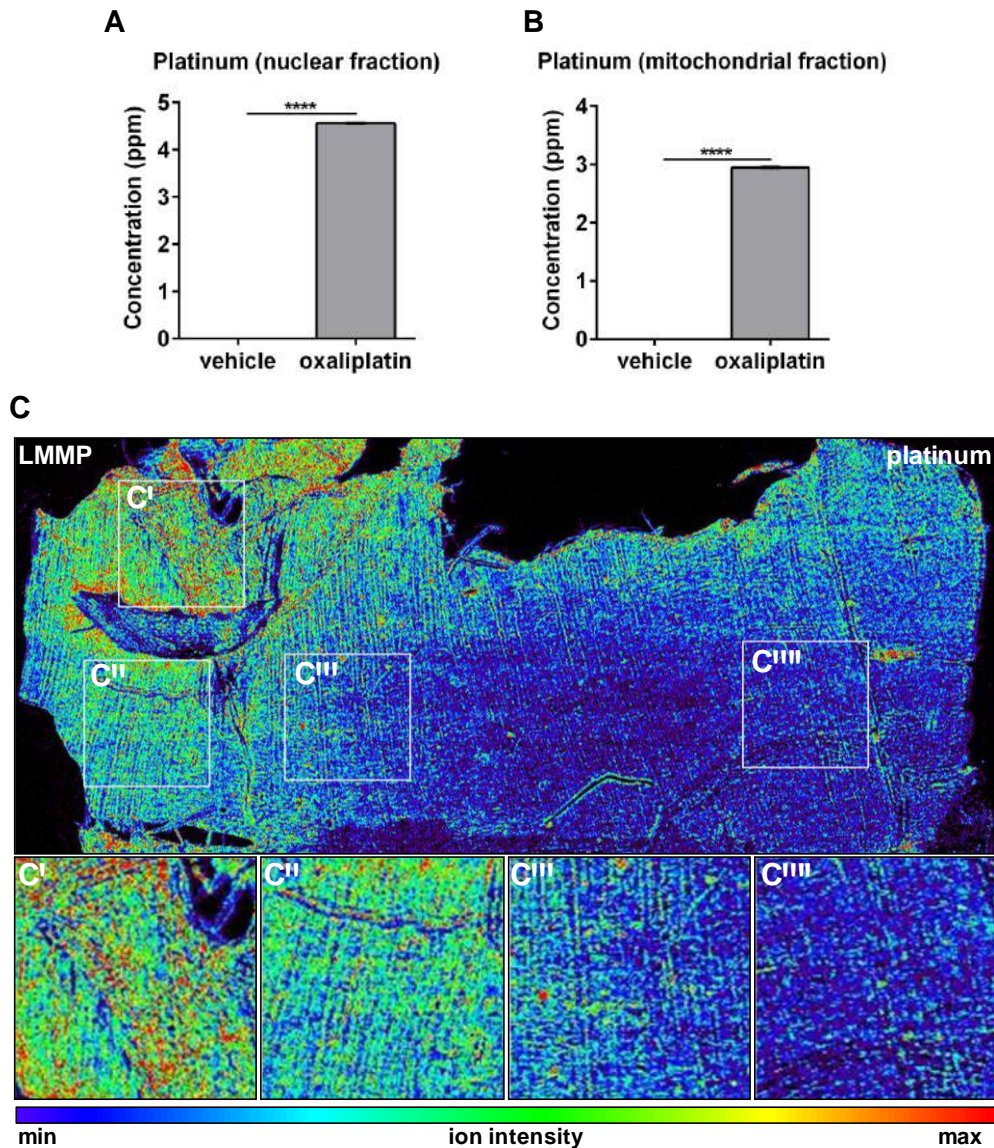 A
Platinum (nuclear fraction)
Concentration (ppm)
5
4
3
2
1
0
****
vehicle
oxaliplatin
B
Platinum (mitochondrial fraction)
Concentration (ppm)
4
3
2
1
0
****
vehicle
oxaliplatin
C
LMMP
platinum
C'
C''
C'''
C''''
C'
C''
C'''
C''''
min
ion intensity
max